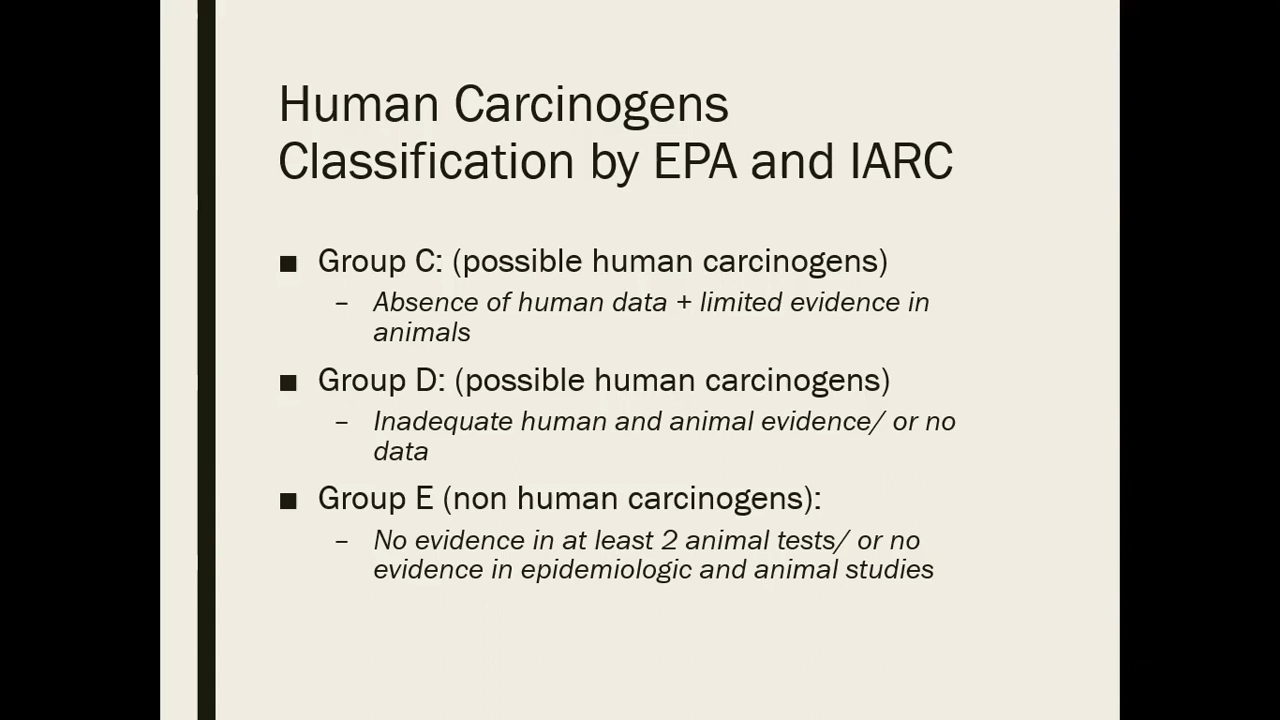 Human Carcinogens
Classification by EPA and IARC
■ Group C: (possible human carcinogens)
– Absence of human data + limited evidence in
animals
■ Group D: (possible human carcinogens)
– Inadequate human and animal evidence/ or no
data
■ Group E (non human carcinogens):
– No evidence in at least 2 animal tests/ or no
evidence in epidemiologic and animal studies